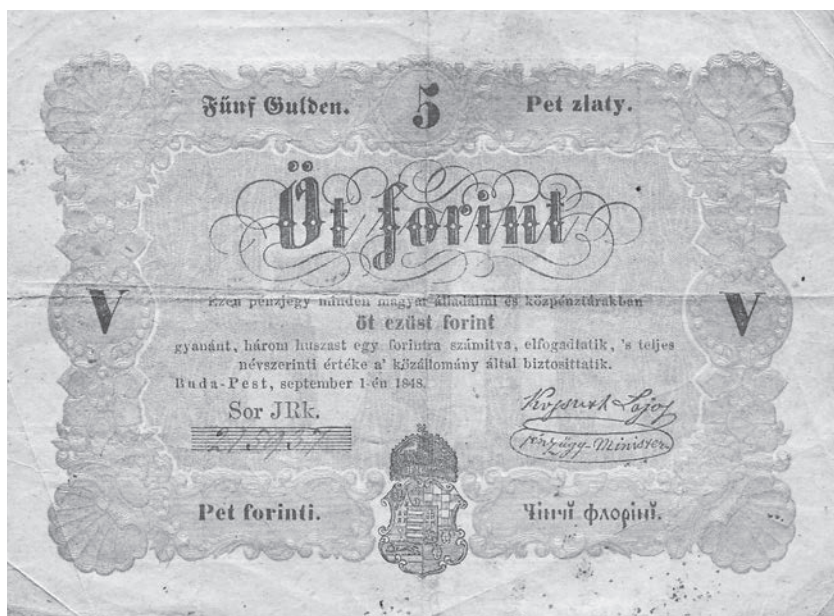 Fünf Gulden. 5 Pet zlaty.
Öt forint
V V
Ezen pénzjegy minden magyar álladalmi és közpénztárakban
öt ezüst forint
gyanánt, három huszast egy forintra számitva, elfogadtatik, 's teljes
névszerinti értéke a' közállomány által biztosittatik.
Buda-Pest, september 1-én 1848.
Sor JRk.
Kossuth Lajos
pénzügy-Minister
Pet forinti. Чінчĭ флорінĭ.